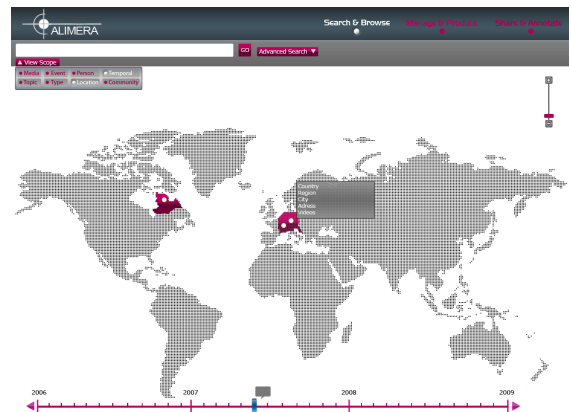 ALIMERA
Search & Browse
Manage & Process
Share & Annotate
GO
Advanced Search ▼
▲ View Scope
Media Event Person Temporal
Topic Type Location Community
Country
Region
City
Adress
Videos
2006 2007 2008 2009